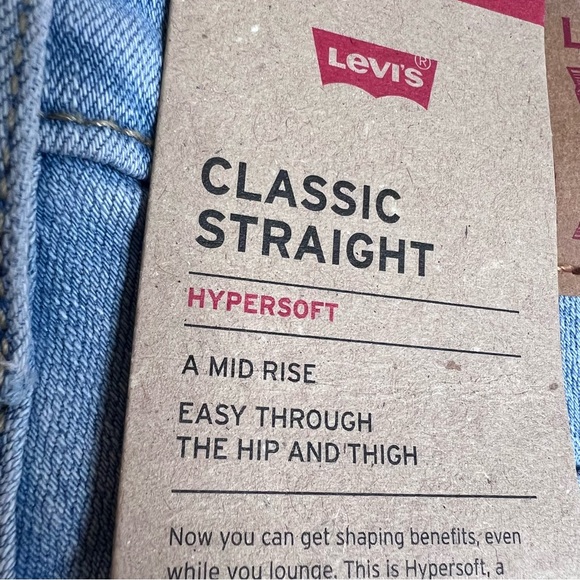 LEVI'S®
CLASSIC
STRAIGHT
HYPERSOFT
A MID RISE
EASY THROUGH
THE HIP AND THIGH
Now you can get shaping benefits, even
while you lounge. This is Hypersoft, a